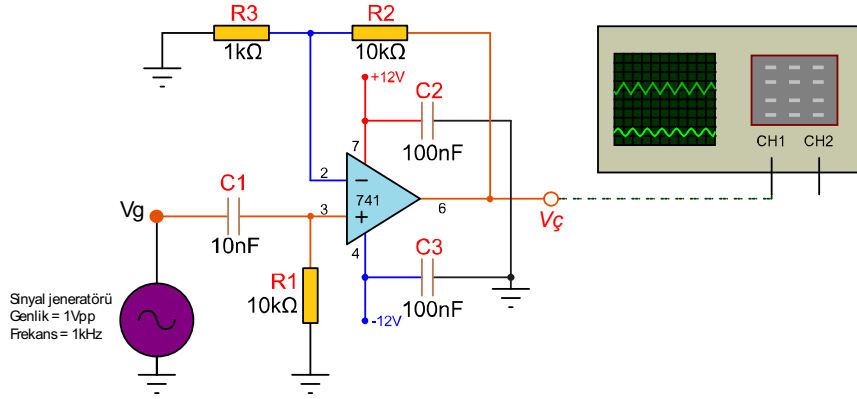 R3
1kΩ
R2
10kΩ
+12V
C2
100nF
7
2
3
741
6
4
Vg
C1
10nF
R1
10kΩ
C3
100nF
-12V
Vç
CH1
CH2
Sinyal jeneratörü
Genlik = 1Vpp
Frekans = 1kHz